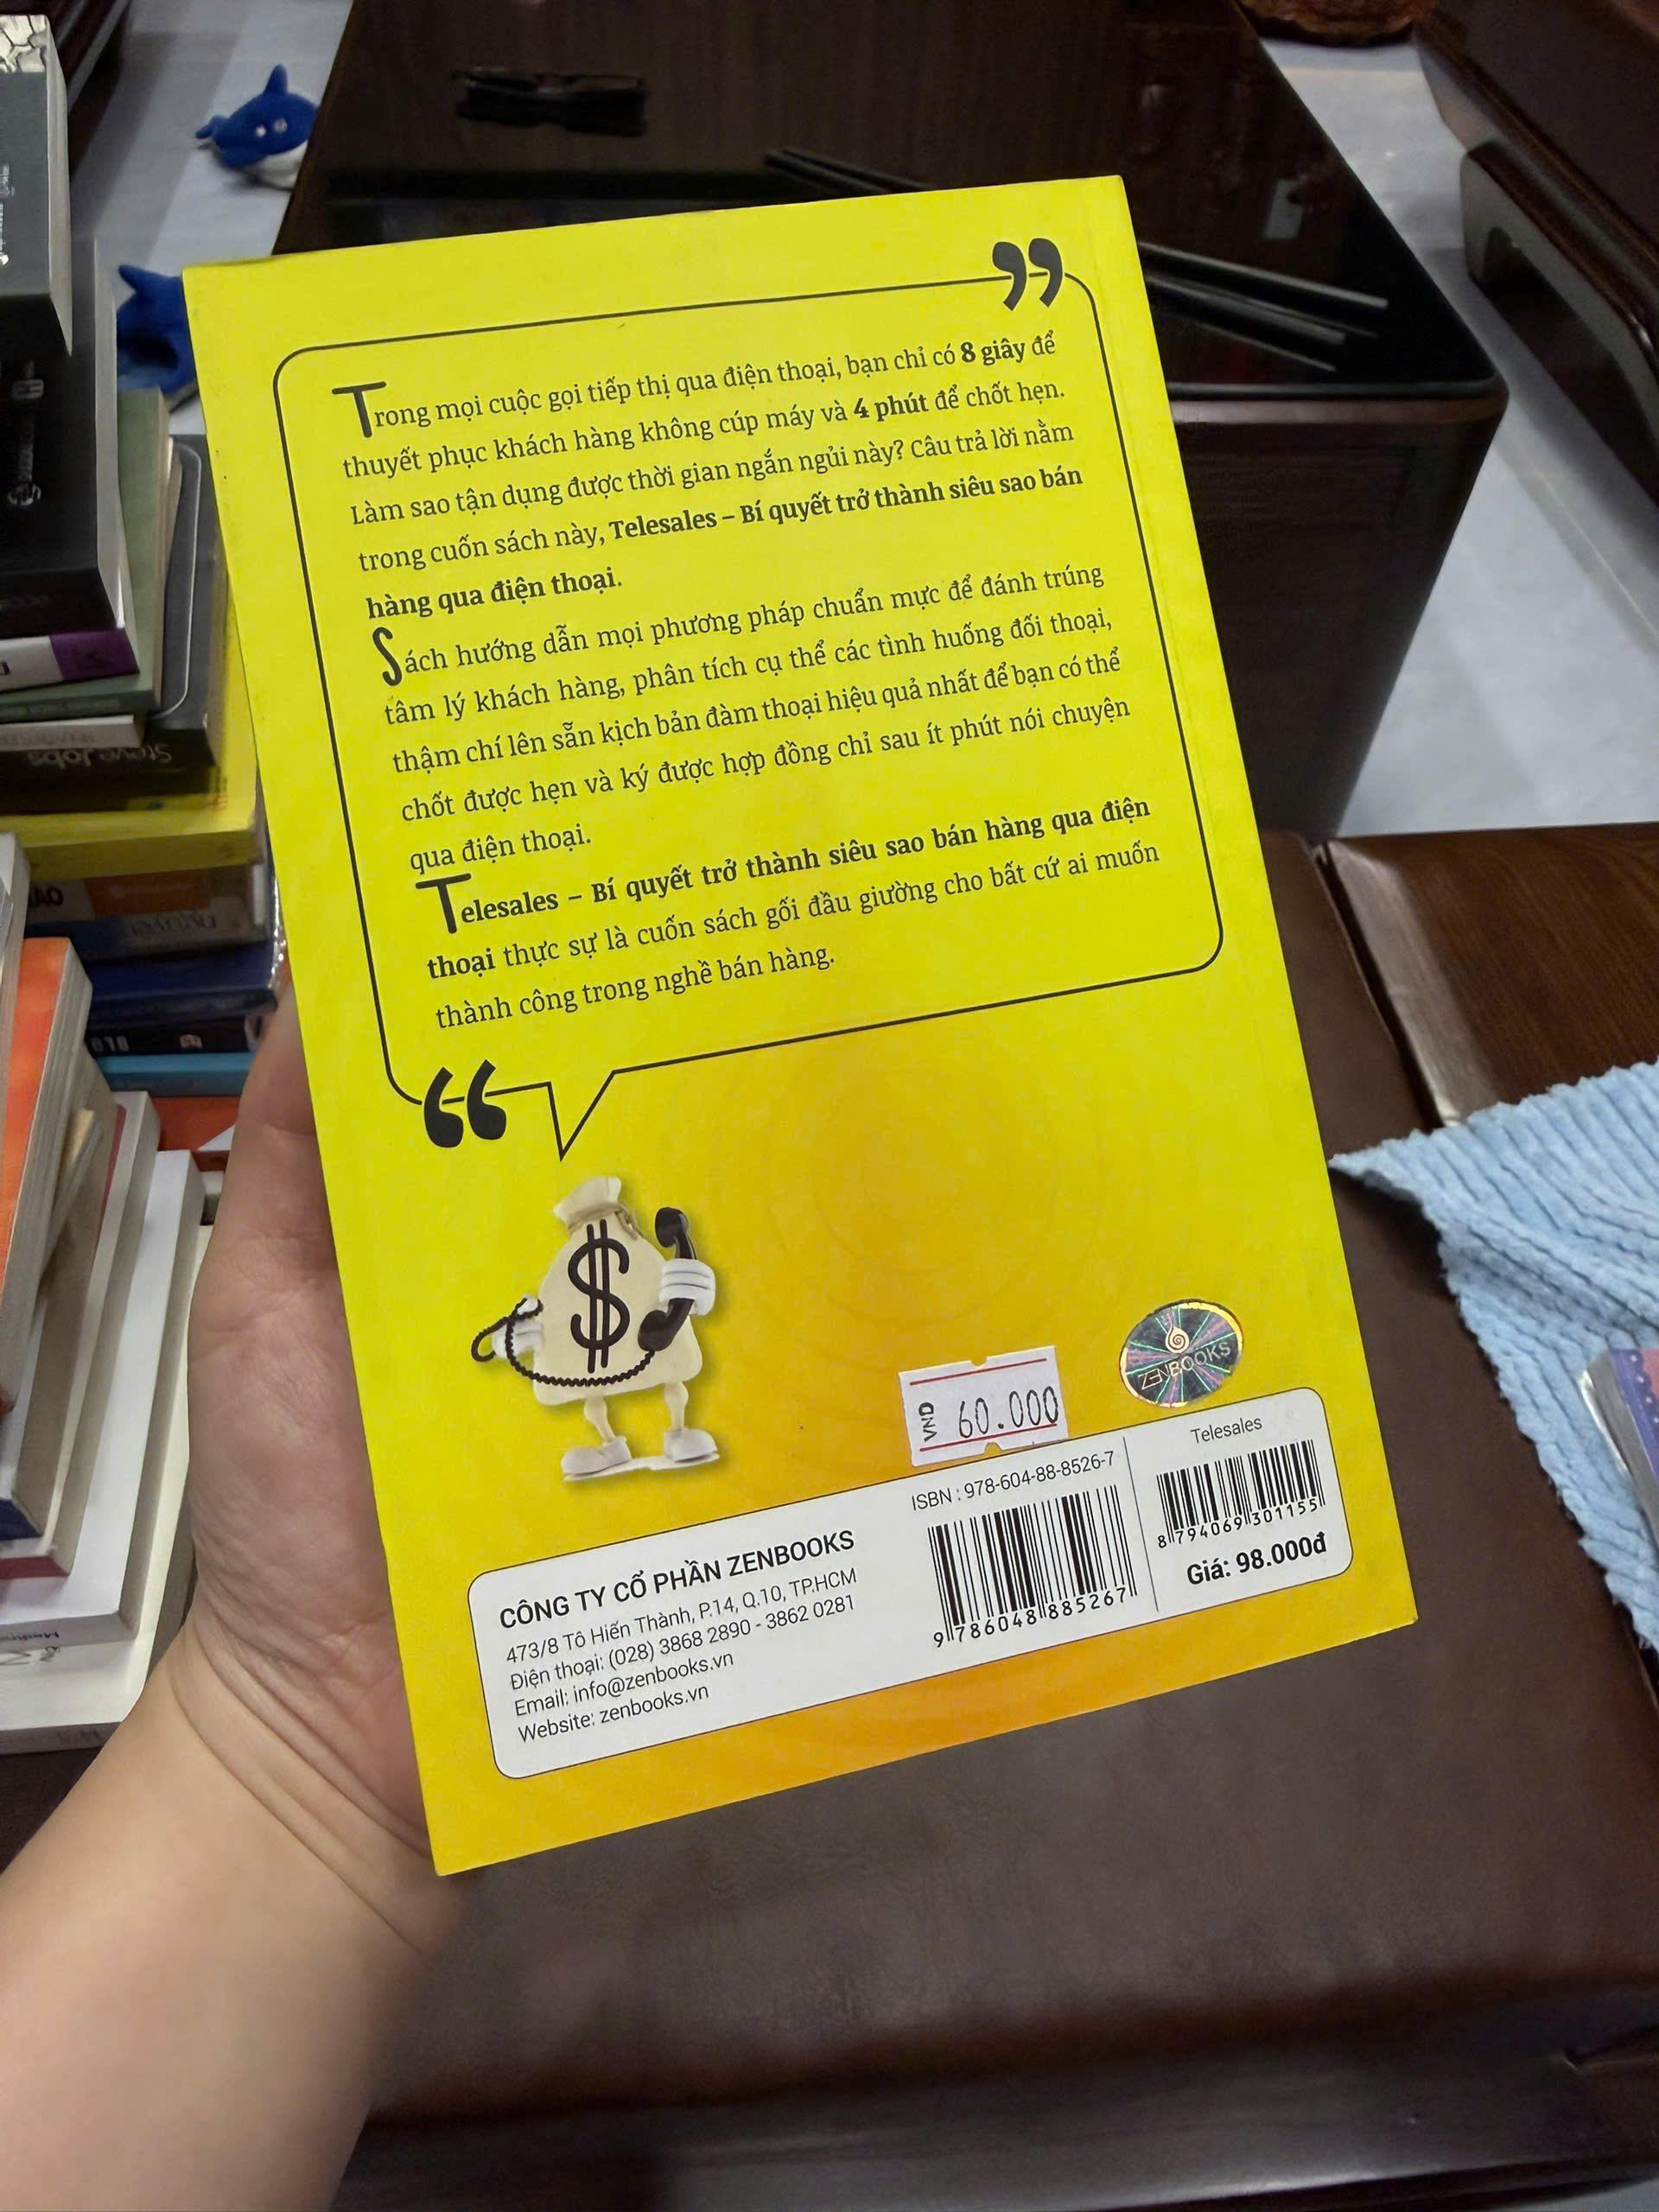 Trong mọi cuộc gọi tiếp thị qua điện thoại, bạn chỉ có 8 giây để
thuyết phục khách hàng không cúp máy và 4 phút để chốt hẹn.
Làm sao tận dụng được thời gian ngắn ngủi này? Câu trả lời nằm
trong cuốn sách này, Telesales – Bí quyết trở thành siêu sao bán
hàng qua điện thoại.
Sách hướng dẫn mọi phương pháp chuẩn mực để đánh trúng
tâm lý khách hàng, phân tích cụ thể các tình huống đối thoại,
thậm chí lên sẵn kịch bản đàm thoại hiệu quả nhất để bạn có thể
chốt được hẹn và ký được hợp đồng chỉ sau ít phút nói chuyện
qua điện thoại.
Telesales – Bí quyết trở thành siêu sao bán hàng qua điện
thoại thực sự là cuốn sách gối đầu giường cho bất cứ ai muốn
thành công trong nghề bán hàng.
$
VND 60.000
ZENBOOKS
CÔNG TY CỔ PHẦN ZENBOOKS
473/8 Tô Hiến Thành, P.14, Q.10, TP.HCM
Điện thoại: (028) 3868 2890 - 3862 0281
Email: info@zenbooks.vn
Website: zenbooks.vn
ISBN : 978-604-88-8526-7
9 786048 885267
Telesales
8 794069 301155
Giá: 98.000đ
Steve Jobs